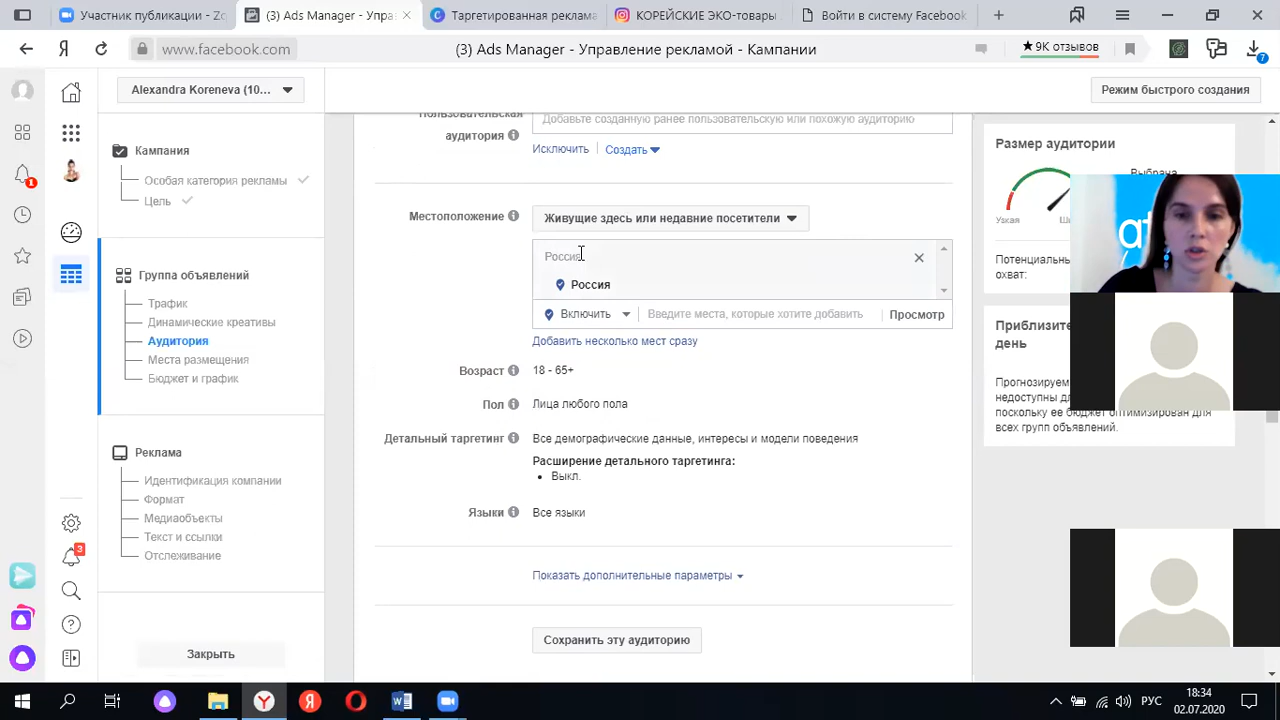 Участник публикации - Zo
(3) Ads Manager - Упра
Таргетированная реклама
КОРЕЙСКИЕ ЭКО-товары
Войти в систему Facebook
www.facebook.com
(3) Ads Manager - Управление рекламой - Кампании
★9K отзывов
7
Alexandra Koreneva (10...
Режим быстрого создания
Кампания
Особая категория рекламы
Цель
Группа объявлений
Трафик
Динамические креативы
Аудитория
Места размещения
Бюджет и график
Реклама
Идентификация компании
Формат
Медиаобъекты
Текст и ссылки
Отслеживание
Закрыть
1
3
Пользовательская аудитория
Добавьте созданную ранее пользовательскую или похожую аудиторию
Исключить
Создать
Местоположение
Живущие здесь или недавние посетители
Россия
Россия
Включить
Введите места, которые хотите добавить
Просмотр
Добавить несколько мест сразу
Возраст
18 - 65+
Пол
Лица любого пола
Детальный таргетинг
Все демографические данные, интересы и модели поведения
Расширение детального таргетинга:
• Выкл.
Языки
Все языки
Показать дополнительные параметры
Сохранить эту аудиторию
Размер аудитории
Выбрана
Узкая
Потенциальны
охват:
Приблизите
день
Прогнозируем
недоступны дл
поскольку ее бюджет оптимизирован для
всех групп объявлений.
РУС
18:34
02.07.2020